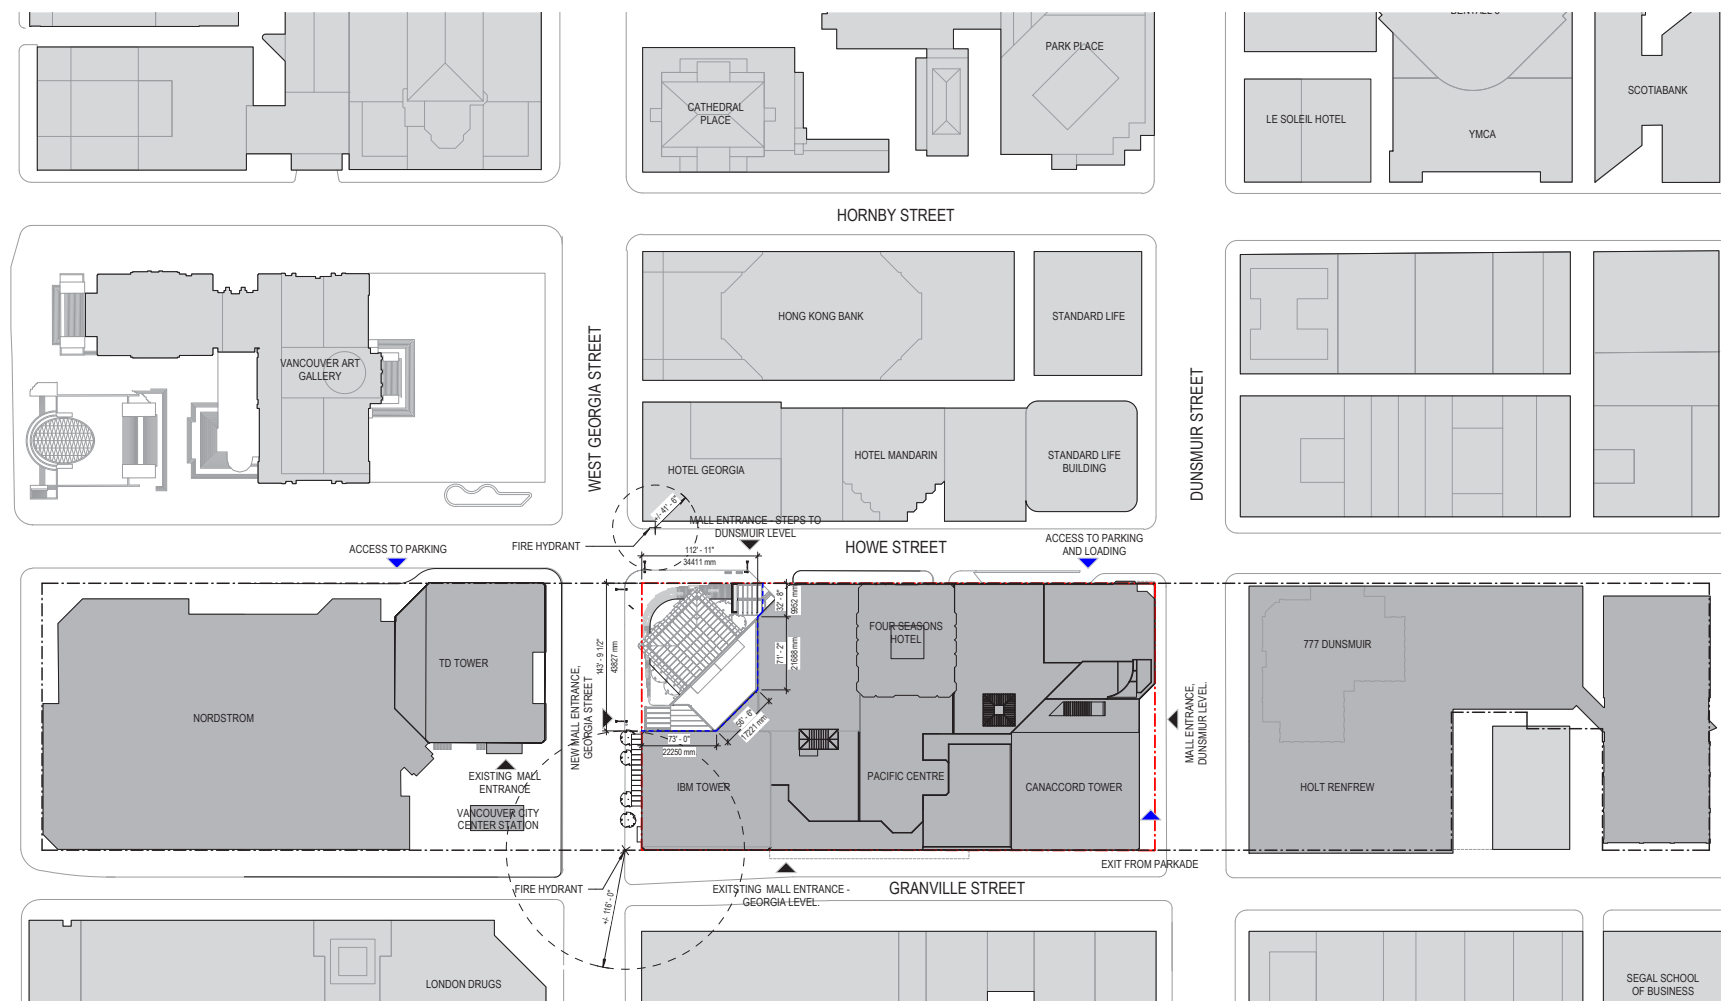 PARK PLACE
CATHEDRAL
PLACE
LE SOLEIL HOTEL
YMCA
SCOTIABANK
HORNBY STREET
VANCOUVER ART
GALLERY
WEST GEORGIA STREET
HONG KONG BANK
STANDARD LIFE
DUNSMUIR STREET
HOTEL GEORGIA
HOTEL MANDARIN
STANDARD LIFE
BUILDING
+/- 41' - 6"
MALL ENTRANCE - STEPS TO
DUNSMUIR LEVEL
FIRE HYDRANT
HOWE STREET
ACCESS TO PARKING
ACCESS TO PARKING
AND LOADING
112' - 11"
34411 mm
32' - 8"
9952 mm
143' - 9 1/2"
43827 mm
71' - 2"
21688 mm
56' - 6"
17221 mm
73' - 0"
22250 mm
TD TOWER
NORDSTROM
NEW MALL ENTRANCE,
GEORGIA STREET
FOUR SEASONS
HOTEL
777 DUNSMUIR
MALL ENTRANCE,
DUNSMUIR LEVEL.
EXISTING MALL
ENTRANCE
VANCOUVER CITY
CENTER STATION
IBM TOWER
PACIFIC CENTRE
CANACCORD TOWER
HOLT RENFREW
EXIT FROM PARKADE
FIRE HYDRANT
+/- 116' - 0"
EXITSTING MALL ENTRANCE -
GEORGIA LEVEL.
GRANVILLE STREET
LONDON DRUGS
SEGAL SCHOOL
OF BUSINESS